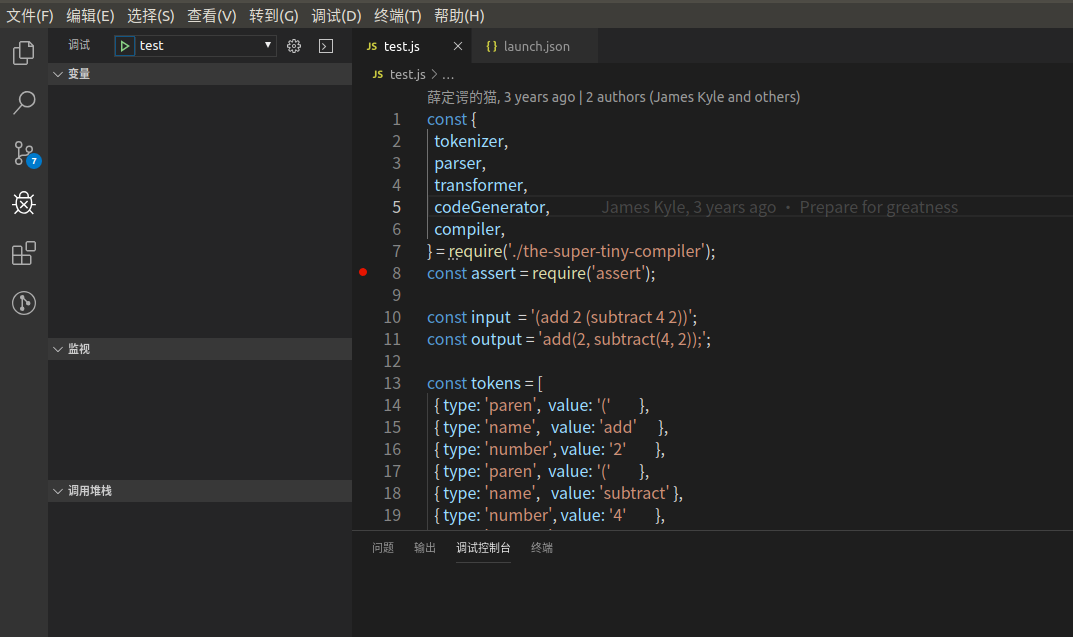 文件(F) 编辑(E) 选择(S) 查看(V) 转到(G) 调试(D) 终端(T) 帮助(H)
调试 test
JS test.js {} launch.json
变量
JS test.js > ...
薛定谔的猫, 3 years ago | 2 authors (James Kyle and others)
1 const {
2 tokenizer,
3 parser,
4 transformer,
5 codeGenerator, James Kyle, 3 years ago • Prepare for greatness
6 compiler,
7 } = require('./the-super-tiny-compiler');
8 const assert = require('assert');
9
10 const input = '(add 2 (subtract 4 2))';
11 const output = 'add(2, subtract(4, 2));';
12
13 const tokens = [
14 { type: 'paren', value: '(' },
15 { type: 'name', value: 'add' },
16 { type: 'number', value: '2' },
17 { type: 'paren', value: '(' },
18 { type: 'name', value: 'subtract' },
19 { type: 'number', value: '4' },
7
监视
调用堆栈
问题 输出 调试控制台 终端